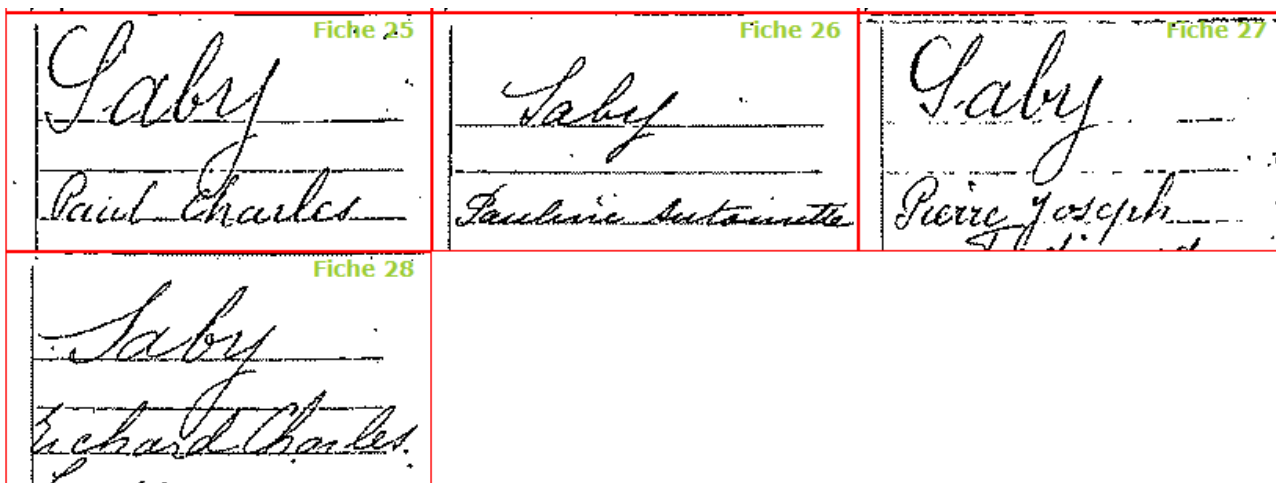 Fiche 25
Saby
Paul Charles
Fiche 26
Saby
Pauline Antoinette
Fiche 27
Saby
Pierre Joseph
Fiche 28
Saby
Richard Charles